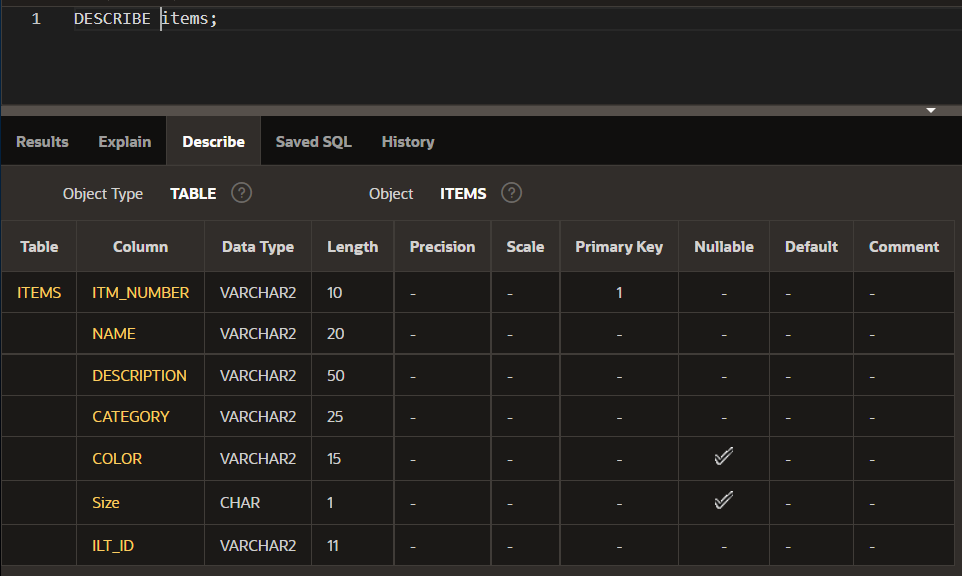 1 DESCRIBE items;
Results Explain Describe Saved SQL History
Object Type TABLE ? Object ITEMS ?
Table Column Data Type Length Precision Scale Primary Key Nullable Default Comment
ITEMS ITM_NUMBER VARCHAR2 10 - - 1 - - -
NAME VARCHAR2 20 - - - - - -
DESCRIPTION VARCHAR2 50 - - - - - -
CATEGORY VARCHAR2 25 - - - - - -
COLOR VARCHAR2 15 - - - ✓ - -
Size CHAR 1 - - - ✓ - -
ILT_ID VARCHAR2 11 - - - - - -